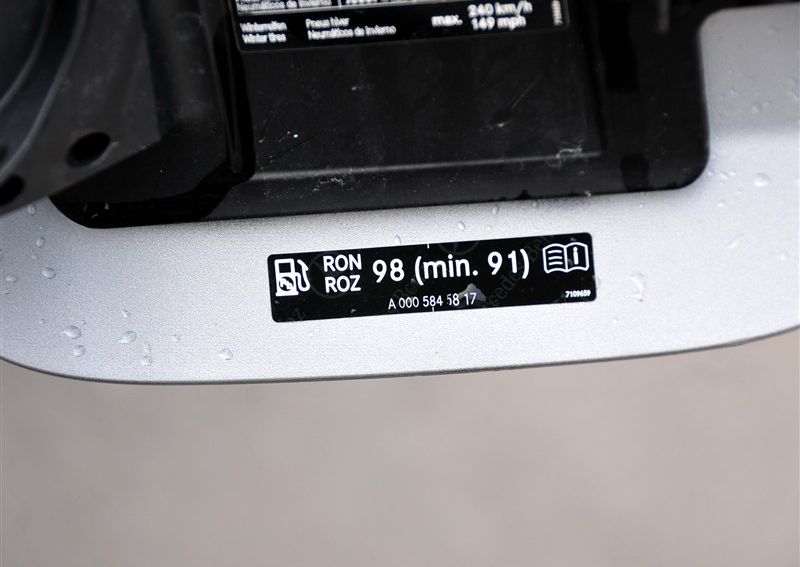 Winterreifen Pneus hiver max. 240 km/h
Winter tires Neumáticos de invierno 149 mph
RON 98 (min. 91)
ROZ
A 000 584 58 17
7109659